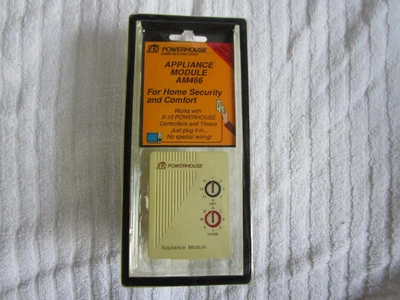 POWERHOUSE
APPLIANCE
MODULE
AM466
For Home Security
and Comfort
Works with
X-10 POWERHOUSE
Controllers and Timers
Just plug it in...
No special wiring!
POWERHOUSE
Appliance Module